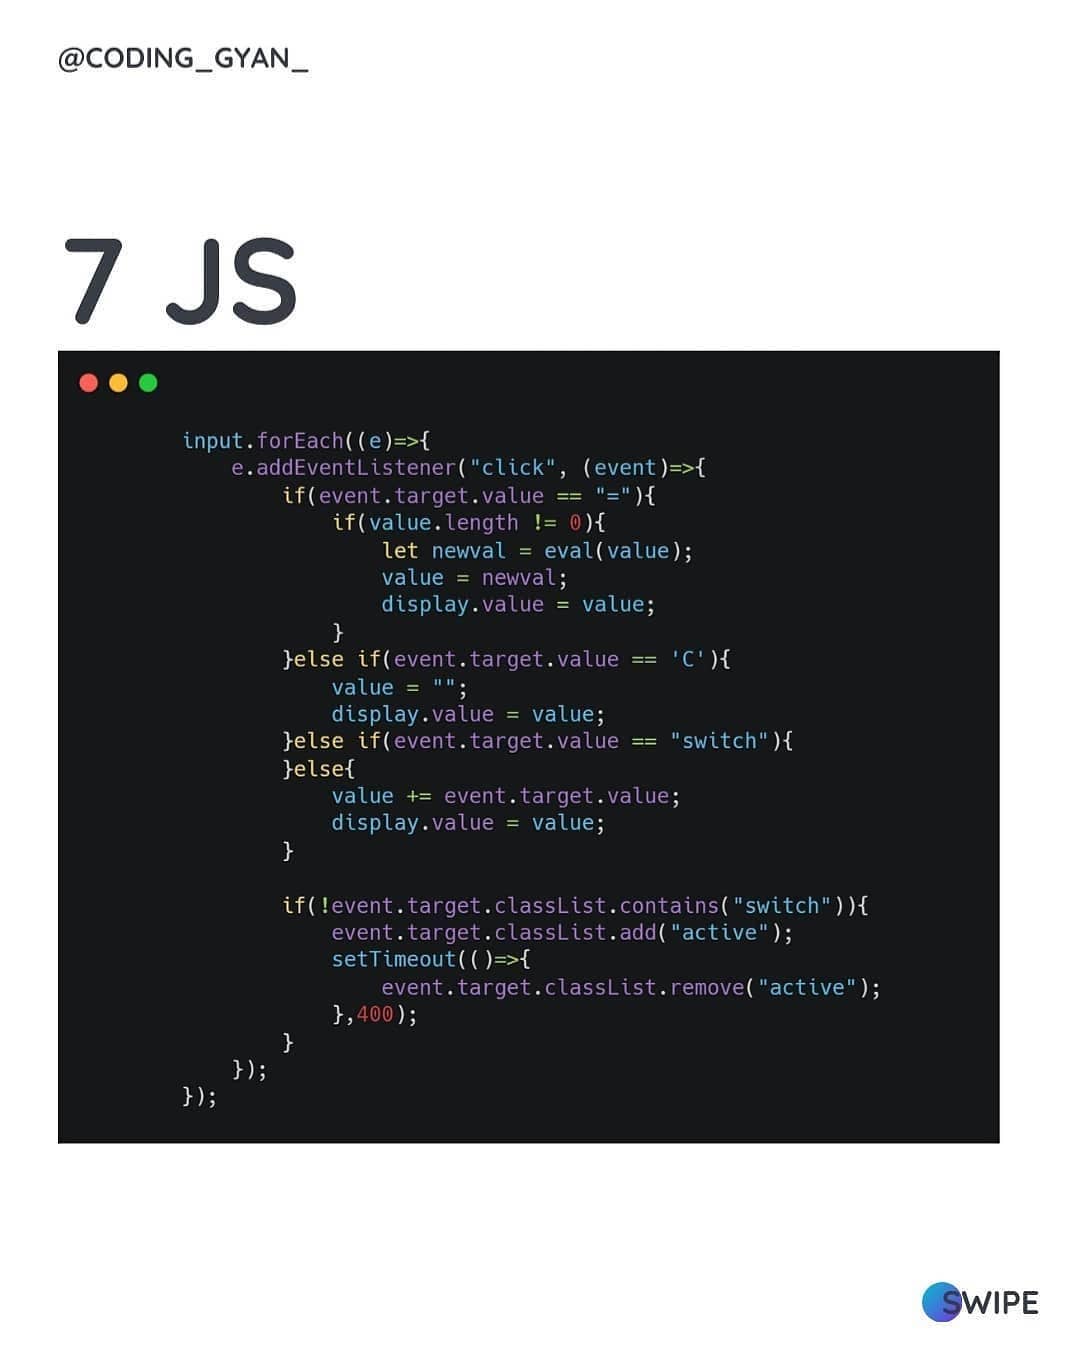 @CODING_GYAN_
7 JS
input.forEach((e)=>{
    e.addEventListener("click", (event)=>{
        if(event.target.value == "="){
            if(value.length != 0){
                let newval = eval(value);
                value = newval;
                display.value = value;
            }
        }else if(event.target.value == 'C'){
            value = "";
            display.value = value;
        }else if(event.target.value == "switch"){
        }else{
            value += event.target.value;
            display.value = value;
        }

        if(!event.target.classList.contains("switch")){
            event.target.classList.add("active");
            setTimeout(()=>{
                event.target.classList.remove("active");
            },400);
        }
    });
});
SWIPE